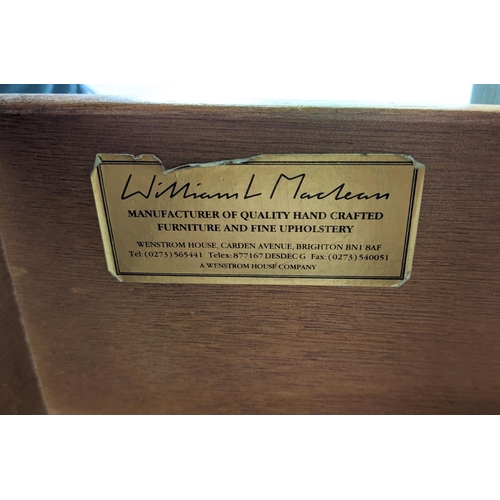 William L Maclean
MANUFACTURER OF QUALITY HAND CRAFTED
FURNITURE AND FINE UPHOLSTERY
WENSTROM HOUSE, CARDEN AVENUE, BRIGHTON BN1 8AF
Tel: (0273) 565441 Telex: 877167 DESDEC G Fax: (0273) 540051
A WENSTROM HOUSE COMPANY